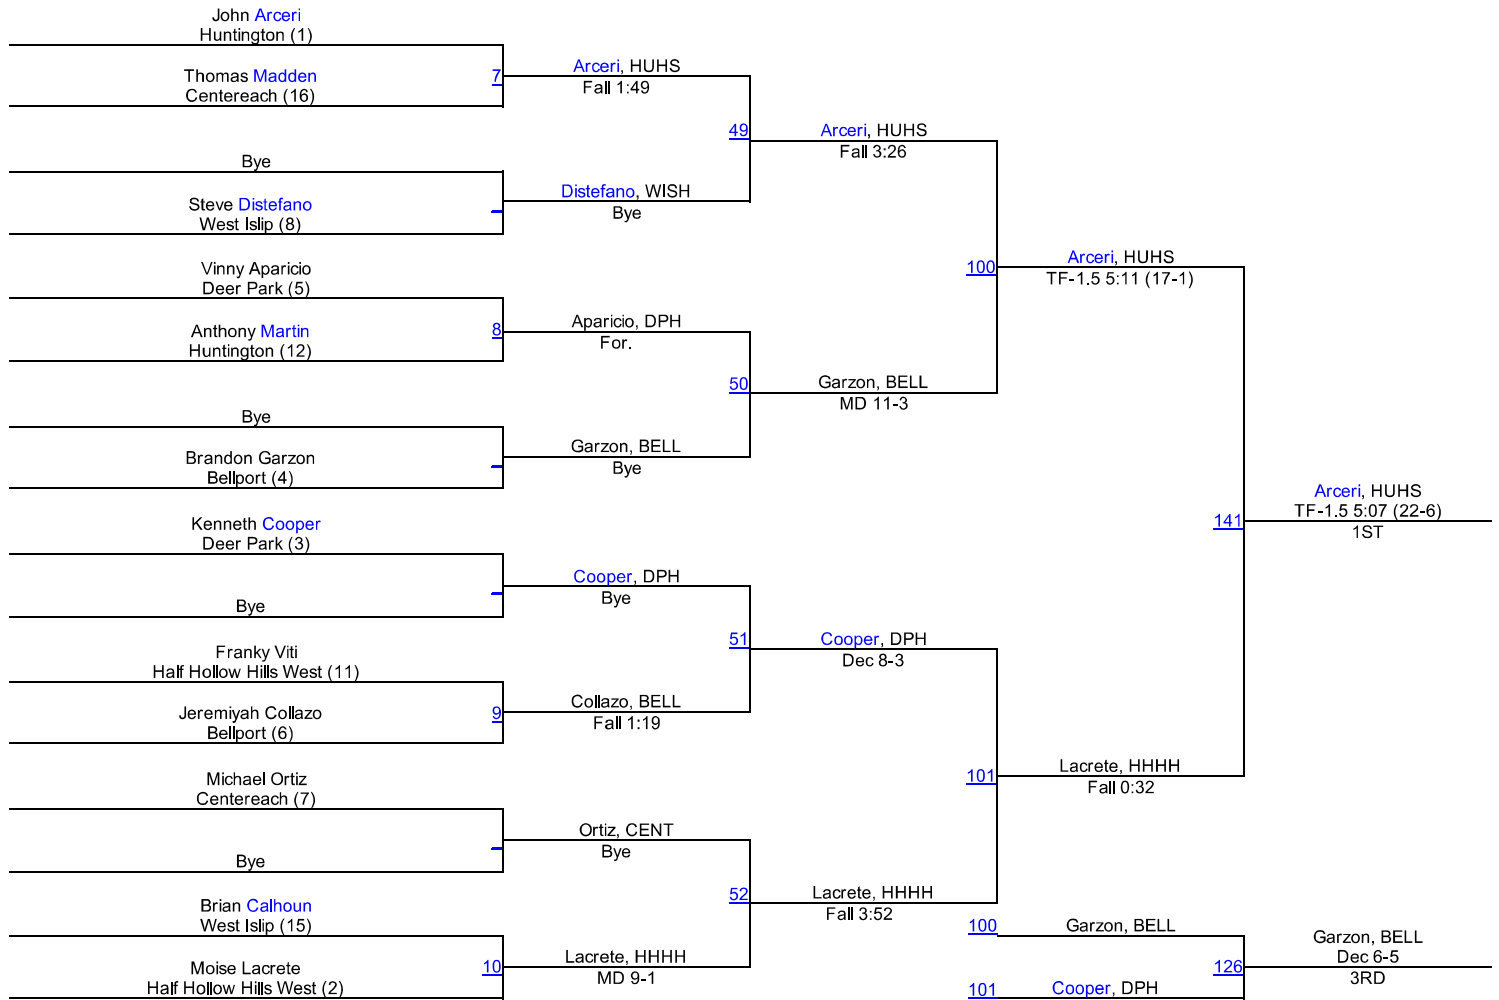 John Arceri
Huntington (1)
Thomas Madden
Centereach (16)
7
Arceri, HUHS
Fall 1:49
49
Arceri, HUHS
Fall 3:26
Bye
Steve Distefano
West Islip (8)
Distefano, WISH
Bye
Vinny Aparicio
Deer Park (5)
Anthony Martin
Huntington (12)
8
Aparicio, DPH
For.
100
Arceri, HUHS
TF-1.5 5:11 (17-1)
50
Garzon, BELL
MD 11-3
Bye
Brandon Garzon
Bellport (4)
Garzon, BELL
Bye
Kenneth Cooper
Deer Park (3)
Bye
Cooper, DPH
Bye
141
Arceri, HUHS
TF-1.5 5:07 (22-6)
1ST
51
Cooper, DPH
Dec 8-3
Franky Viti
Half Hollow Hills West (11)
Jeremiyah Collazo
Bellport (6)
9
Collazo, BELL
Fall 1:19
101
Lacrete, HHHH
Fall 0:32
Michael Ortiz
Centereach (7)
Bye
Ortiz, CENT
Bye
52
Lacrete, HHHH
Fall 3:52
Brian Calhoun
West Islip (15)
Moise Lacrete
Half Hollow Hills West (2)
10
Lacrete, HHHH
MD 9-1
100
Garzon, BELL
101
Cooper, DPH
126
Garzon, BELL
Dec 6-5
3RD